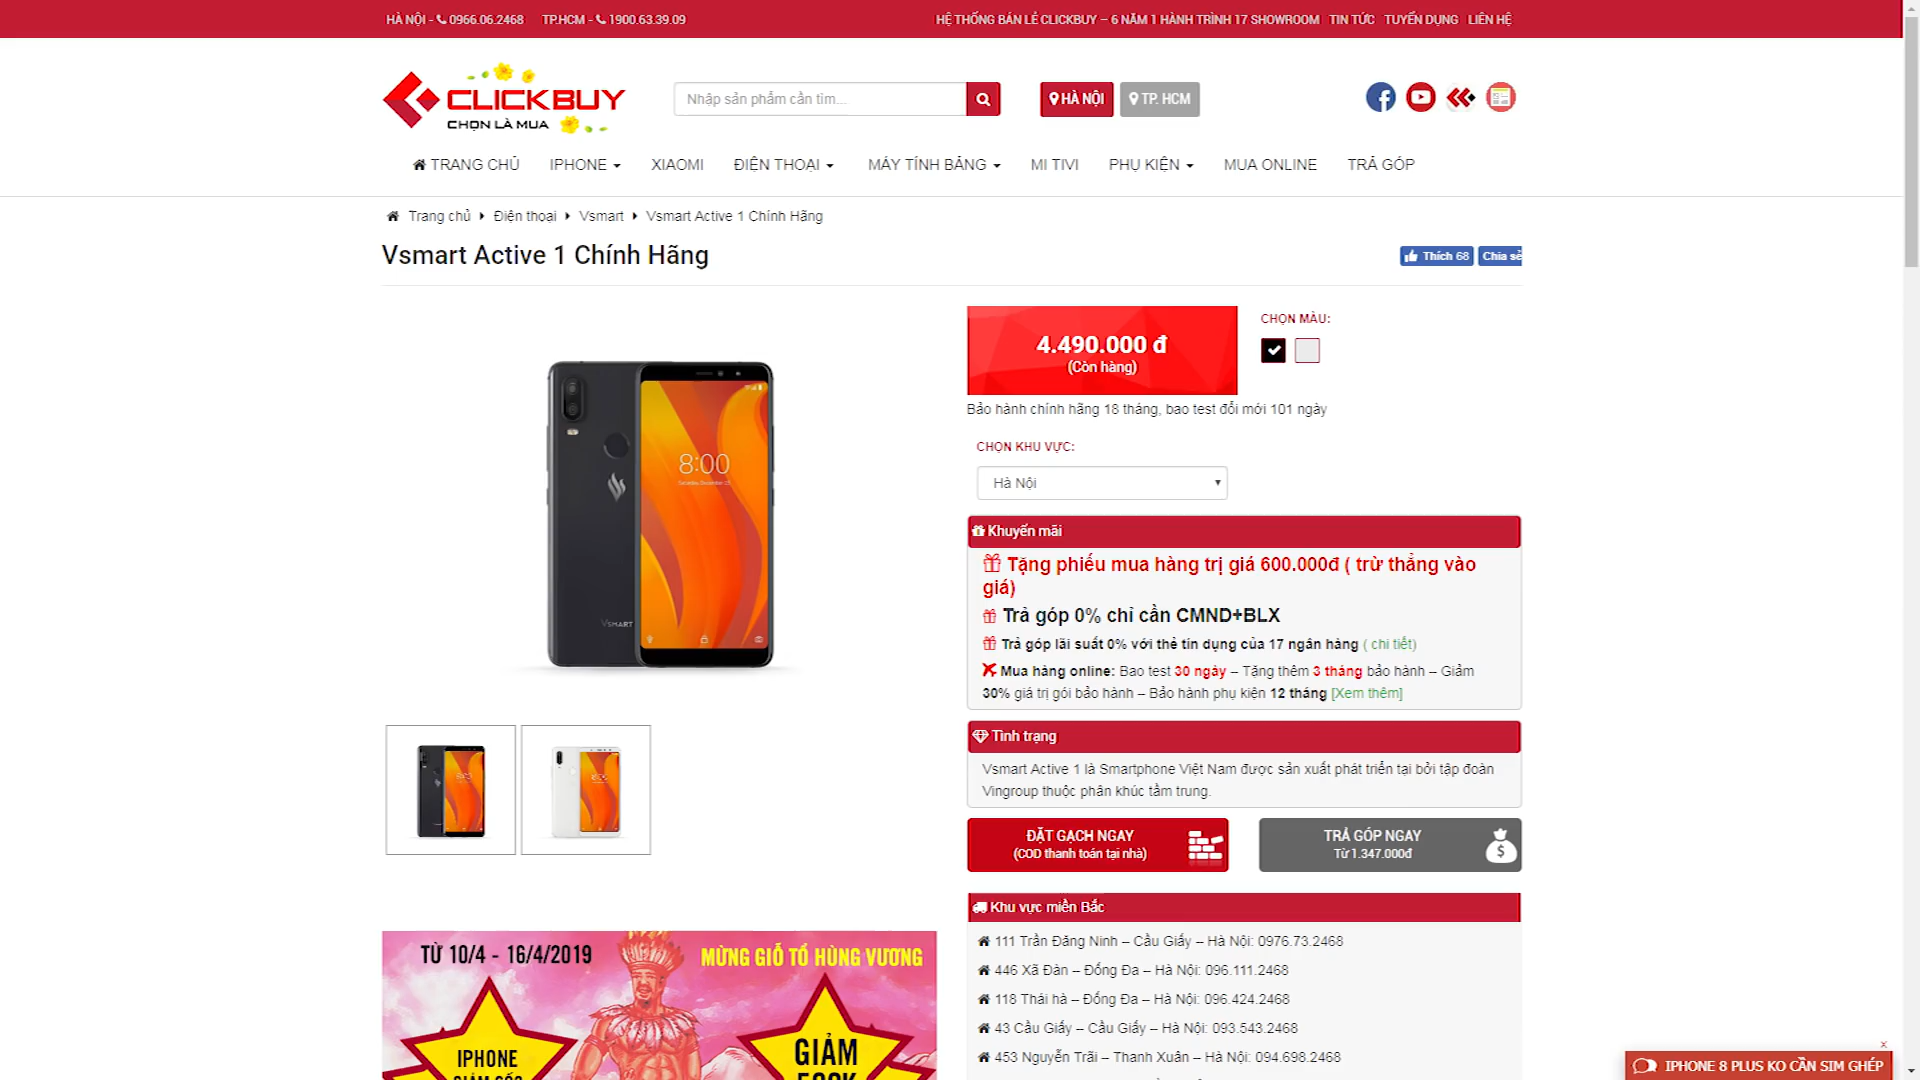 HÀ NỘI - 0966.06.2468 TP.HCM - 1900.63.39.09
HỆ THỐNG BÁN LẺ CLICKBUY – 6 NĂM 1 HÀNH TRÌNH 17 SHOWROOM TIN TỨC TUYỂN DỤNG LIÊN HỆ
CLICKBUY
CHỌN LÀ MUA
Nhập sản phẩm cần tìm...
HÀ NỘI
TP. HCM
TRANG CHỦ IPHONE XIAOMI ĐIỆN THOẠI MÁY TÍNH BẢNG MI TIVI PHỤ KIỆN MUA ONLINE TRẢ GÓP
Trang chủ Điện thoại Vsmart Vsmart Active 1 Chính Hãng
Vsmart Active 1 Chính Hãng
Thích 68
Chia sẻ
8:00
VSMART
4.490.000 đ
(Còn hàng)
CHỌN MÀU:
Bảo hành chính hãng 18 tháng, bao test đổi mới 101 ngày
CHỌN KHU VỰC:
Hà Nội
Khuyến mãi
Tặng phiếu mua hàng trị giá 600.000đ ( trừ thẳng vào
giá)
Trả góp 0% chỉ cần CMND+BLX
Trả góp lãi suất 0% với thẻ tín dụng của 17 ngân hàng ( chi tiết)
Mua hàng online: Bao test 30 ngày – Tặng thêm 3 tháng bảo hành – Giảm
30% giá trị gói bảo hành – Bảo hành phụ kiện 12 tháng [Xem thêm]
Tình trạng
Vsmart Active 1 là Smartphone Việt Nam được sản xuất phát triển tại bởi tập đoàn
Vingroup thuộc phân khúc tầm trung.
ĐẶT GẠCH NGAY
(COD thanh toán tại nhà)
TRẢ GÓP NGAY
Từ 1.347.000đ
Khu vực miền Bắc
111 Trần Đăng Ninh – Cầu Giấy – Hà Nội: 0976.73.2468
446 Xã Đàn – Đống Đa – Hà Nội: 096.111.2468
118 Thái hà – Đống Đa – Hà Nội: 096.424.2468
43 Cầu Giấy – Cầu Giấy – Hà Nội: 093.543.2468
453 Nguyễn Trãi – Thanh Xuân – Hà Nội: 094.698.2468
TỪ 10/4 - 16/4/2019
MỪNG GIỖ TỔ HÙNG VƯƠNG
IPHONE
GIẢM SỐC
GIẢM
500K
IPHONE 8 PLUS KO CẦN SIM GHÉP